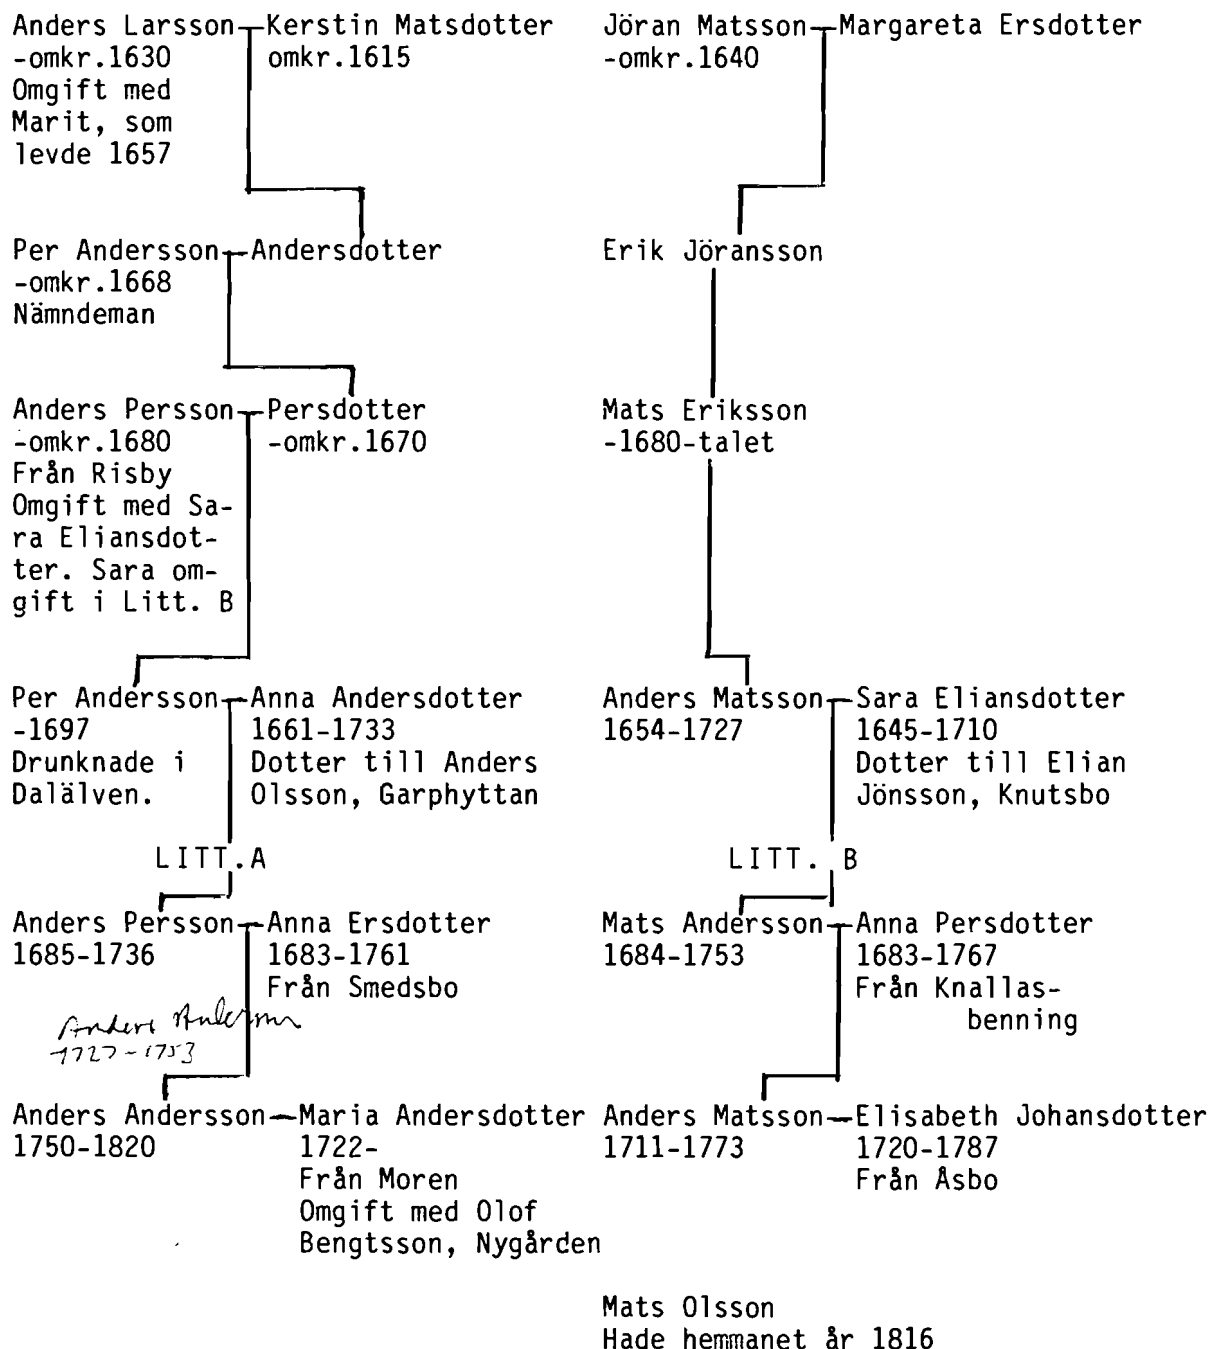 Anders Larsson Kerstin Matsdotter
-omkr.1630 omkr.1615
Omgift med
Marit, som
levde 1657
Jöran Matsson Margareta Ersdotter
-omkr.1640
Per Andersson Andersdotter
-omkr.1668
Nämndeman
Erik Jöransson
Anders Persson Persdotter
-omkr.1680 -omkr.1670
Från Risby
Omgift med Sa-
ra Eliansdot-
ter. Sara om-
gift i Litt. B
Mats Eriksson
-1680-talet
Per Andersson Anna Andersdotter
-1697 1661-1733
Drunknade i Dotter till Anders
Dalälven. Olsson, Garphyttan
Anders Matsson Sara Eliansdotter
1654-1727 1645-1710
Dotter till Elian
Jönsson, Knutsbo
LITT.A
LITT. B
Anders Persson Anna Ersdotter
1685-1736 1683-1761
Från Smedsbo
Mats Andersson Anna Persdotter
1684-1753 1683-1767
Från Knallas-
benning
Anders Andersson
1727-1753
Anders Andersson Maria Andersdotter
1750-1820 1722-
Från Moren
Omgift med Olof
Bengtsson, Nygården
Anders Matsson Elisabeth Johansdotter
1711-1773 1720-1787
Från Åsbo
Mats Olsson
Hade hemmanet år 1816